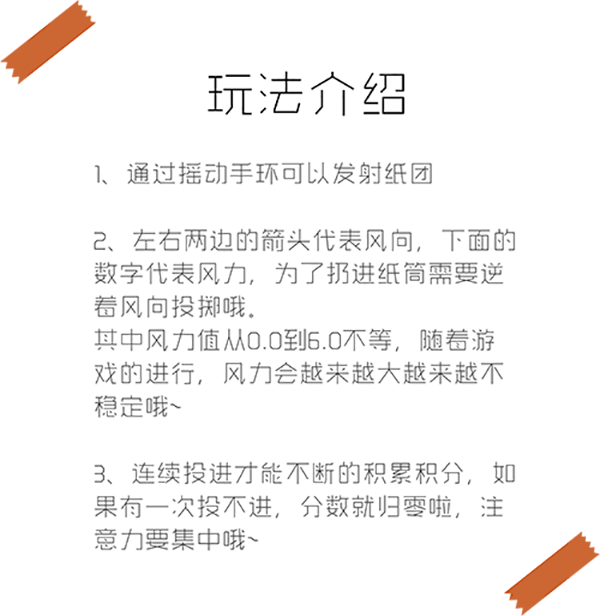 玩法介绍
1、通过摇动手环可以发射纸团
2、左右两边的箭头代表风向，下面的
数字代表风力，为了扔进纸筒需要逆
着风向投掷哦。
其中风力值从0.0到6.0不等，随着游
戏的进行，风力会越来越大越来越不
稳定哦~
3、连续投进才能不断的积累积分，如
果有一次投不进，分数就归零啦，注
意力要集中哦~